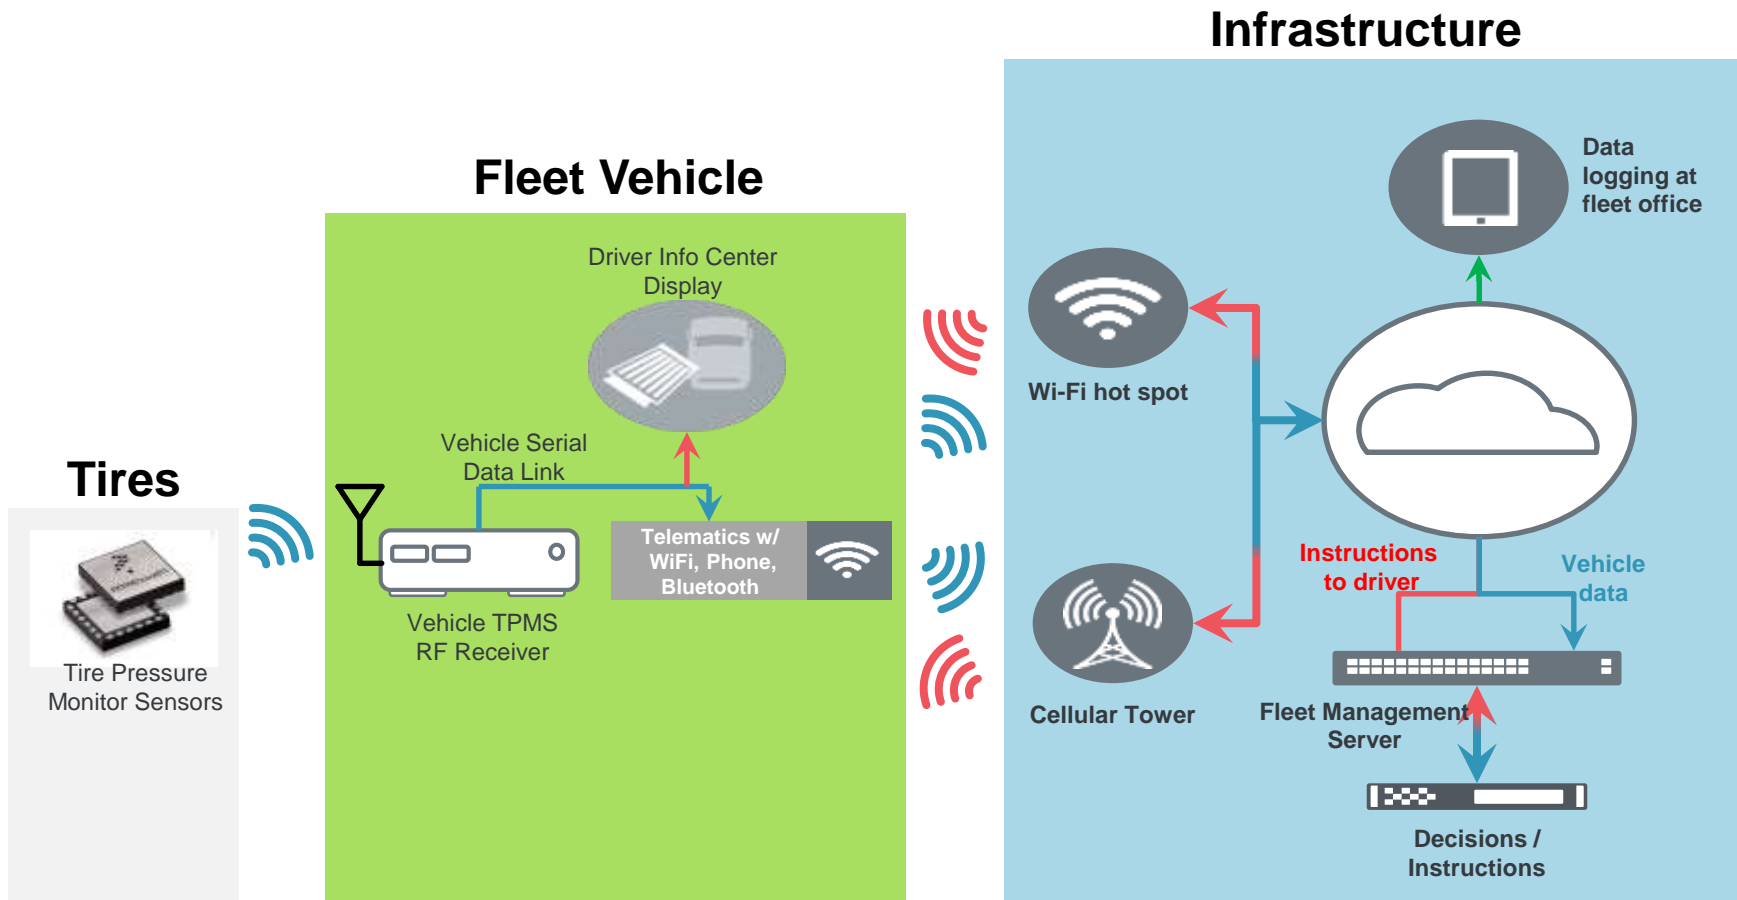 Infrastructure
Data
logging at
fleet office
Fleet Vehicle
Driver Info Center
Display
Wi-Fi hot spot
Vehicle Serial
Data Link
Tires
Telematics w/
WiFi, Phone,
Bluetooth
Instructions
to driver
Vehicle
data
Vehicle TPMS
RF Receiver
Tire Pressure
Monitor Sensors
Cellular Tower
Fleet Management
Server
Decisions /
Instructions